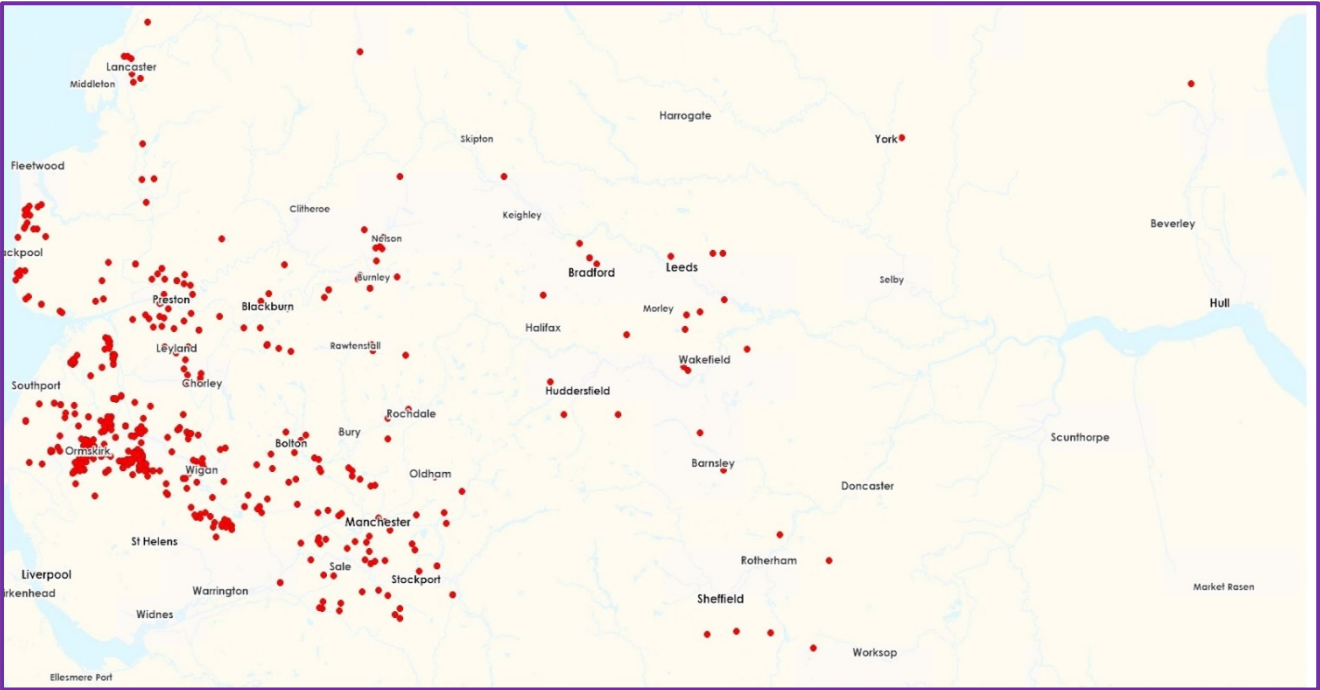 Lancaster
Middleton
Harrogate
York
Skipton
Fleetwood
Clitheroe
Keighley
Beverley
Nelson
ackpool
Bradford
Leeds
Burnley
Selby
Preston
Blackburn
Hull
Morley
Halifax
Leyland
Rawtenstall
Wakefield
Southport
Chorley
Huddersfield
Rochdale
Bury
Bolton
Scunthorpe
Ormskirk
Wigan
Oldham
Barnsley
Doncaster
Manchester
St Helens
Sale
Rotherham
Liverpool
Stockport
Warrington
Market Rasen
rkenhead
Sheffield
Widnes
Worksop
Ellesmere Port